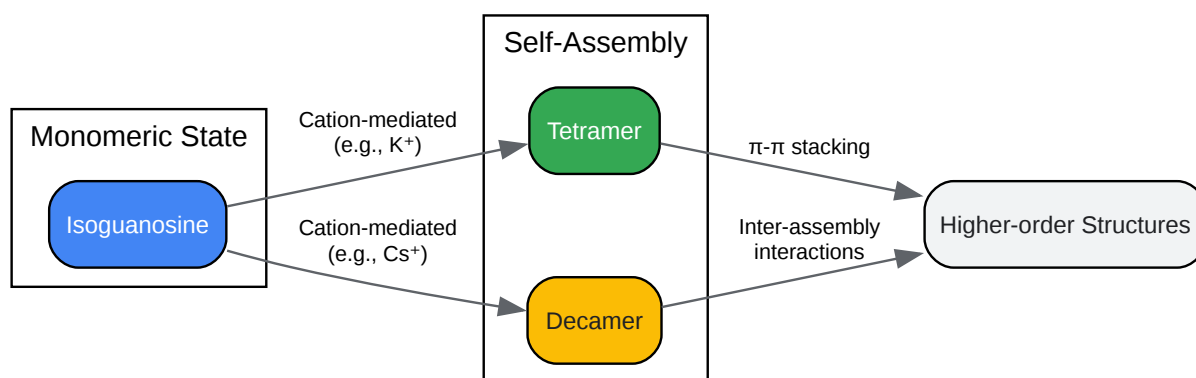 Monomeric State
Isoguanosine
Cation-mediated
(e.g., K⁺)
Cation-mediated
(e.g., Cs⁺)
Self-Assembly
Tetramer
Decamer
π-π stacking
Inter-assembly
interactions
Higher-order Structures